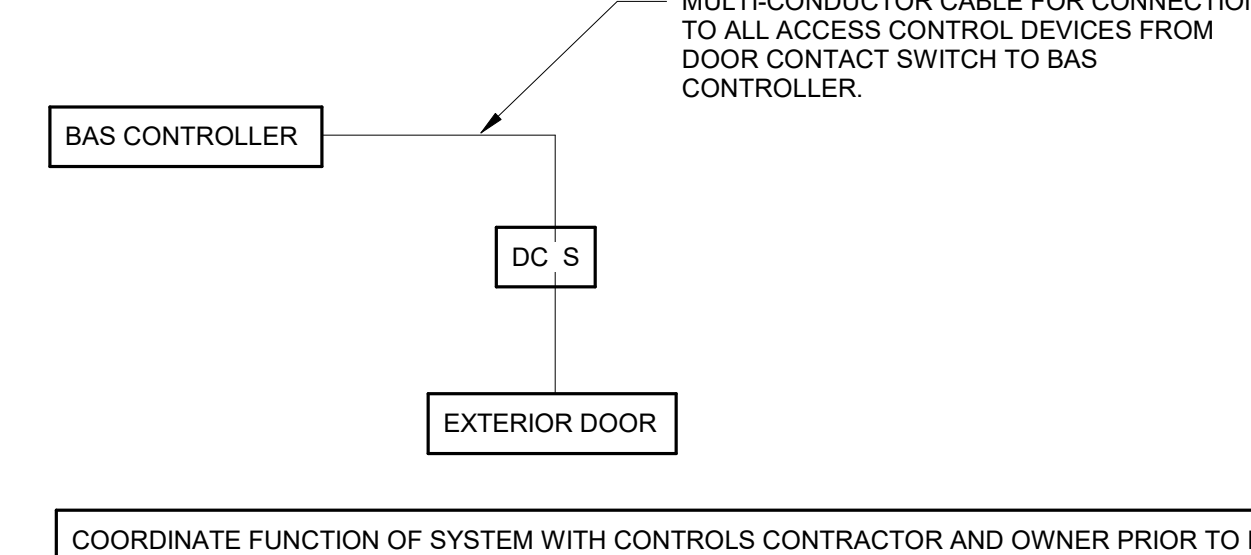 MULTI-CONDUCTOR CABLE FOR CONNECTION
TO ALL ACCESS CONTROL DEVICES FROM
DOOR CONTACT SWITCH TO BAS
CONTROLLER.
BAS CONTROLLER
DC S
EXTERIOR DOOR
COORDINATE FUNCTION OF SYSTEM WITH CONTROLS CONTRACTOR AND OWNER PRIOR TO